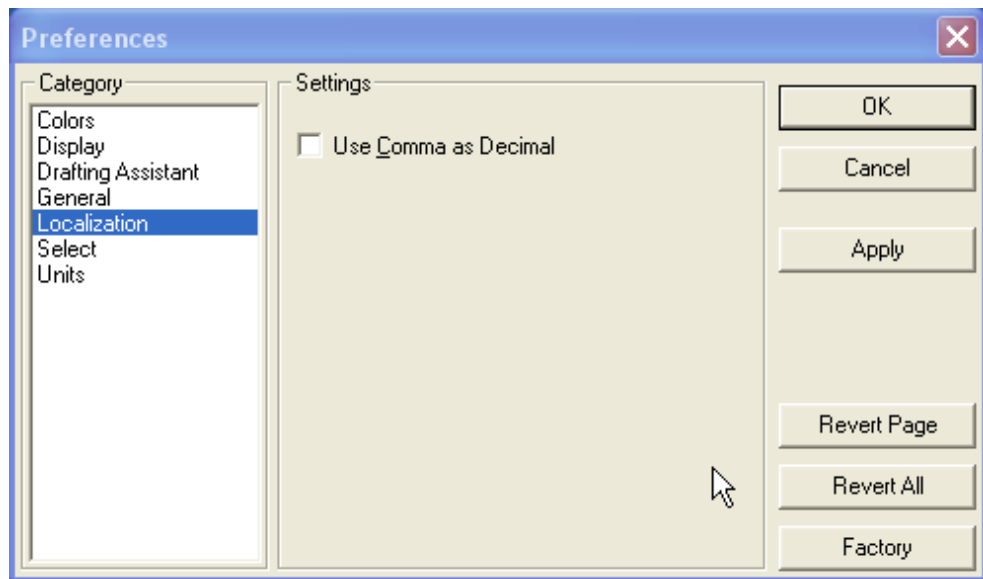 Preferences
Category
Colors
Display
Drafting Assistant
General
Localization
Select
Units
Settings
Use Comma as Decimal
OK
Cancel
Apply
Revert Page
Revert All
Factory